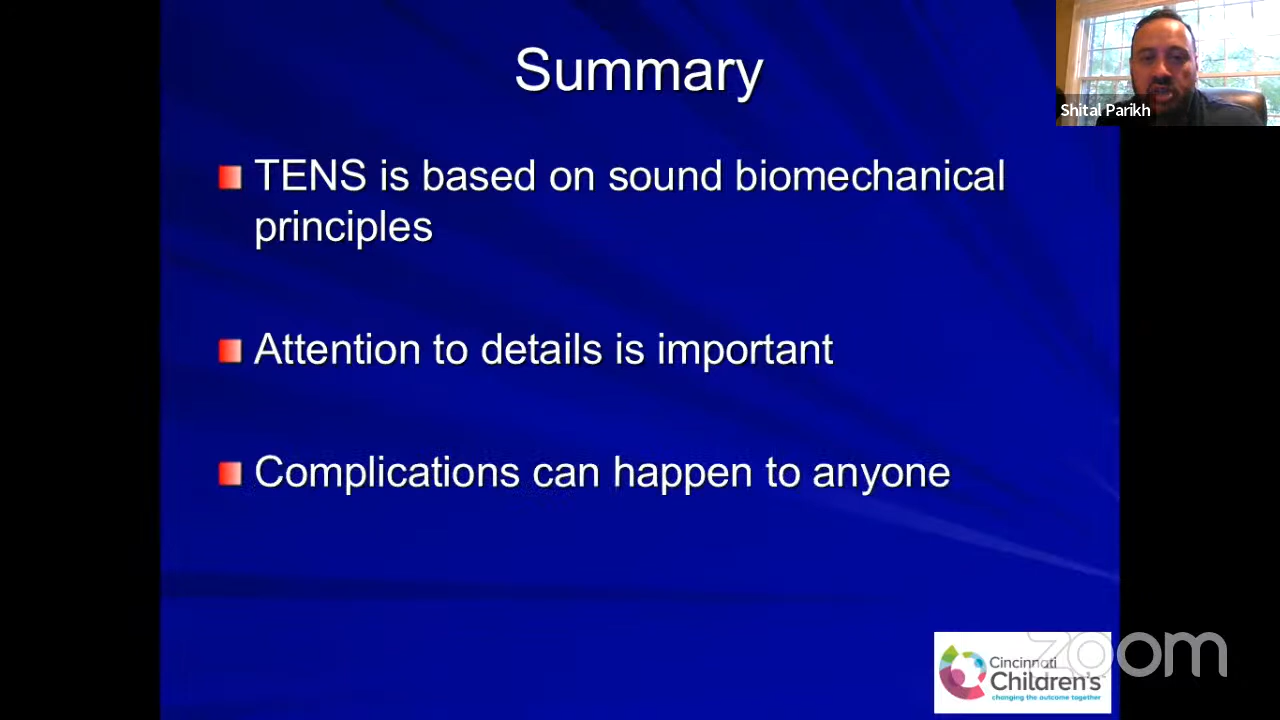 Summary
Shital Parikh
TENS is based on sound biomechanical
principles
Attention to details is important
Complications can happen to anyone
Cincinnati
Children's
changing the outcome together
zoom